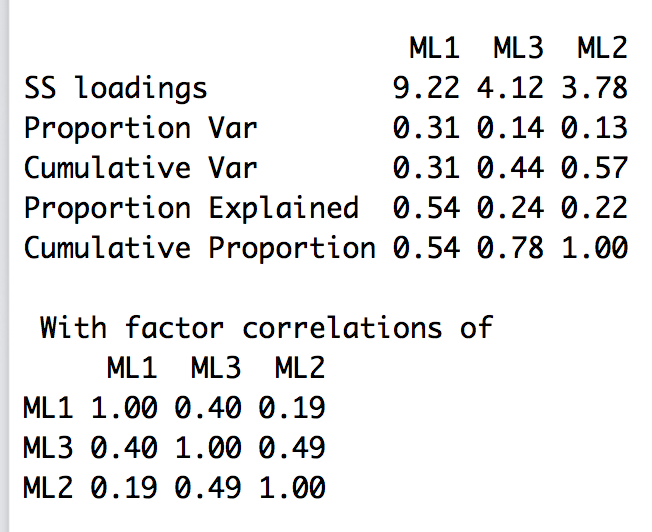 ML1 ML3 ML2
SS loadings 9.22 4.12 3.78
Proportion Var 0.31 0.14 0.13
Cumulative Var 0.31 0.44 0.57
Proportion Explained 0.54 0.24 0.22
Cumulative Proportion 0.54 0.78 1.00
With factor correlations of
ML1 ML3 ML2
ML1 1.00 0.40 0.19
ML3 0.40 1.00 0.49
ML2 0.19 0.49 1.00